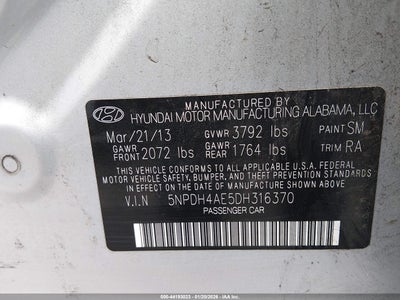 MANUFACTURED BY
HYUNDAI MOTOR MANUFACTURING ALABAMA, LLC
Mar/21/13 GVWR 3792 lbs PAINT SM
GAWR FRONT 2072 lbs GAWR REAR 1764 lbs TRIM RA
THIS VEHICLE CONFORMS TO ALL APPLICABLE U.S.A. FEDERAL
MOTOR VEHICLE SAFETY, BUMPER, AND THEFT PREVENTION STANDARDS
IN EFFECT ON THE DATE OF MANUFACTURE SHOWN ABOVE.
V.I.N 5NPDH4AE5DH316370
PASSENGER CAR